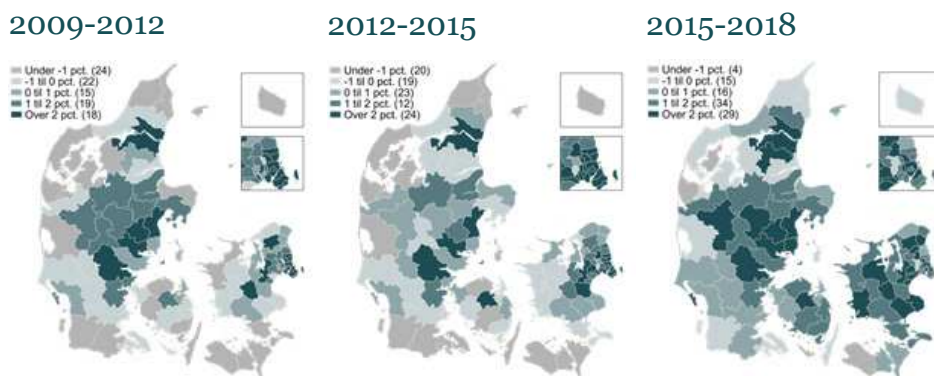 2009-2012
Under -1 pct. (24)
-1 til 0 pct. (22)
0 til 1 pct. (15)
1 til 2 pct. (19)
Over 2 pct. (18)
2012-2015
Under -1 pct. (20)
-1 til 0 pct. (19)
0 til 1 pct. (23)
1 til 2 pct. (12)
Over 2 pct. (24)
2015-2018
Under -1 pct. (4)
-1 til 0 pct. (15)
0 til 1 pct. (16)
1 til 2 pct. (34)
Over 2 pct. (29)